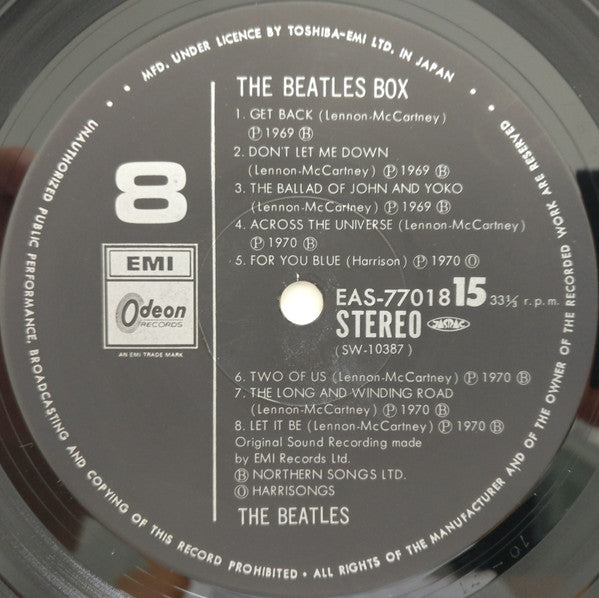 MFD. UNDER LICENCE BY TOSHIBA-EMI LTD. IN JAPAN
THE BEATLES BOX
1. GET BACK (Lennon-McCartney)
Ⓟ 1969 Ⓑ
2. DON'T LET ME DOWN
(Lennon-McCartney) Ⓟ 1969 Ⓑ
3. THE BALLAD OF JOHN AND YOKO
(Lennon-McCartney) Ⓟ 1969 Ⓑ
4. ACROSS THE UNIVERSE (Lennon-McCartney)
Ⓟ 1970 Ⓑ
5. FOR YOU BLUE (Harrison) Ⓟ 1970 Ⓞ
8
EMI
Odeon
RECORDS
AN EMI TRADE MARK
EAS-77018 15 33⅓ r.p.m.
STEREO JASRAC
(SW-10387)
6. TWO OF US (Lennon-McCartney) Ⓟ 1970 Ⓑ
7. THE LONG AND WINDING ROAD
(Lennon-McCartney) Ⓟ 1970 Ⓑ
8. LET IT BE (Lennon-McCartney) Ⓟ 1970 Ⓑ
Original Sound Recording made
by EMI Records Ltd.
Ⓑ NORTHERN SONGS LTD.
Ⓞ HARRISONGS
THE BEATLES
UNAUTHORIZED PUBLIC PERFORMANCE, BROADCASTING AND COPYING OF THIS RECORD PROHIBITED • ALL RIGHTS OF THE MANUFACTURER AND OF THE OWNER OF THE RECORDED WORK ARE RESERVED